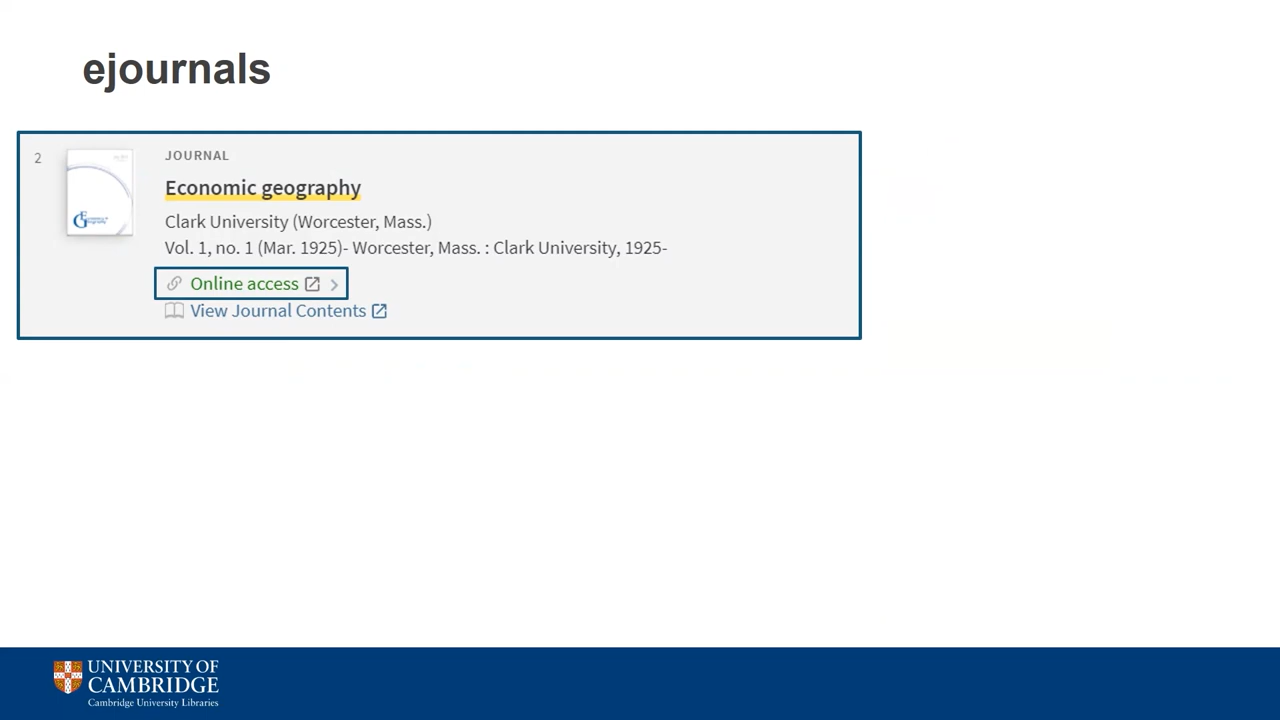 ejournals
2
JOURNAL
Economic geography
Clark University (Worcester, Mass.)
Vol. 1, no. 1 (Mar. 1925)- Worcester, Mass. : Clark University, 1925-
Online access
View Journal Contents
UNIVERSITY OF
CAMBRIDGE
Cambridge University Libraries